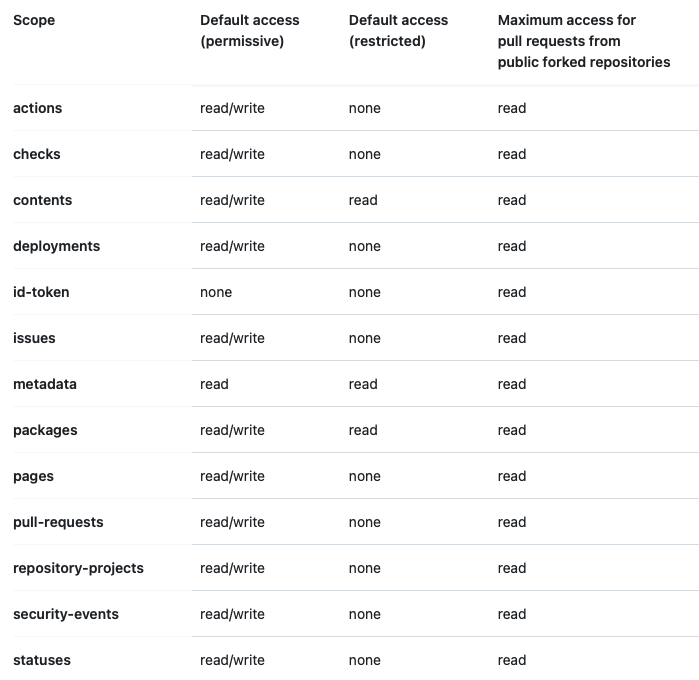 Scope Default access (permissive) Default access (restricted) Maximum access for pull requests from public forked repositories
actions read/write none read
checks read/write none read
contents read/write read read
deployments read/write none read
id-token none none read
issues read/write none read
metadata read read read
packages read/write read read
pages read/write none read
pull-requests read/write none read
repository-projects read/write none read
security-events read/write none read
statuses read/write none read